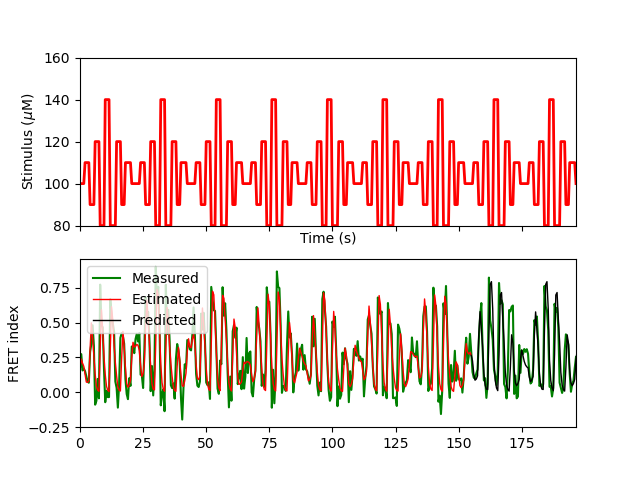 160
140
120
100
80
Stimulus (μM)
Time (s)
0.75
0.50
0.25
0.00
−0.25
FRET index
Measured
Estimated
Predicted
0 25 50 75 100 125 150 175